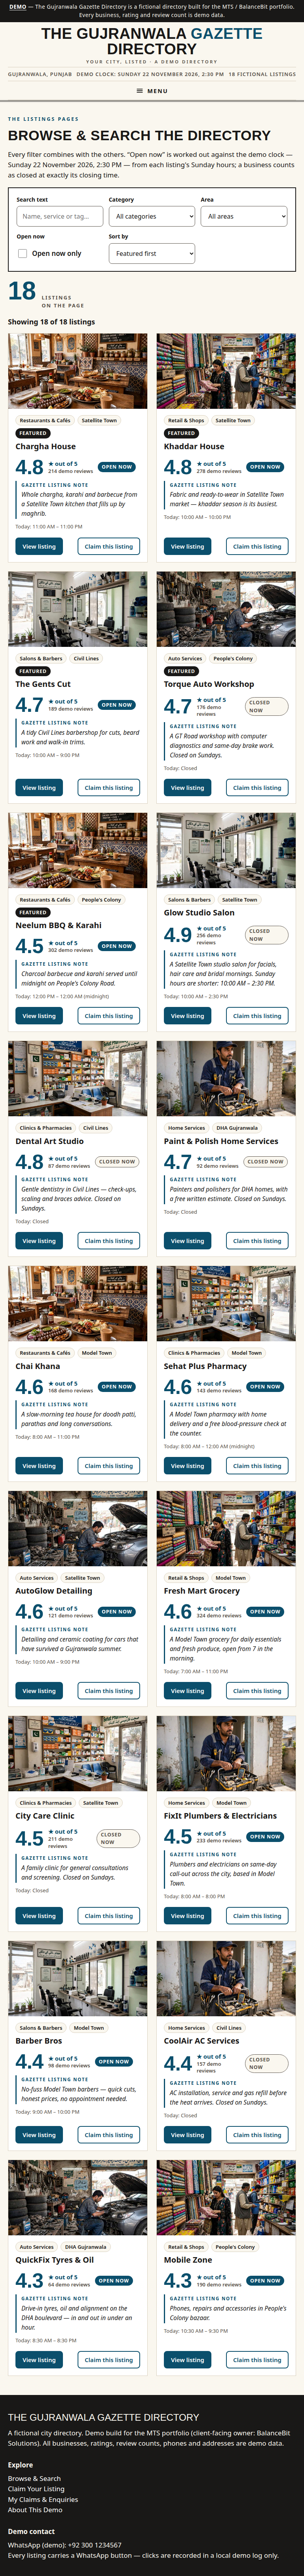 DEMO — The Gujranwala Gazette Directory is a fictional directory built for the MTS / BalanceBit portfolio.
Every business, rating and review count is demo data.
THE GUJRANWALA GAZETTE
DIRECTORY
YOUR CITY, LISTED · A DEMO DIRECTORY
GUJRANWALA, PUNJAB DEMO CLOCK: SUNDAY 22 NOVEMBER 2026, 2:30 PM 18 FICTIONAL LISTINGS
MENU
THE LISTINGS PAGES
BROWSE & SEARCH THE DIRECTORY
Every filter combines with the others. "Open now" is worked out against the demo clock —
Sunday 22 November 2026, 2:30 PM — from each listing's Sunday hours; a business counts
as closed at exactly its closing time.
Search text Category Area
Name, service or tag… All categories All areas
Open now Sort by
Open now only Featured first
18 LISTINGS
ON THE PAGE
Showing 18 of 18 listings
Restaurants & Cafés Satellite Town
FEATURED
Chargha House
4.8 ★ out of 5
214 demo reviews
OPEN NOW
GAZETTE LISTING NOTE
Whole chargha, karahi and barbecue from
a Satellite Town kitchen that fills up by
maghrib.
Today: 11:00 AM – 11:00 PM
View listing Claim this listing
Retail & Shops Satellite Town
FEATURED
Khaddar House
4.8 ★ out of 5
278 demo reviews
OPEN NOW
GAZETTE LISTING NOTE
Fabric and ready-to-wear in Satellite Town
market — khaddar season is its busiest.
Today: 10:00 AM – 10:00 PM
View listing Claim this listing
Salons & Barbers Civil Lines
FEATURED
The Gents Cut
4.7 ★ out of 5
189 demo reviews
OPEN NOW
GAZETTE LISTING NOTE
A tidy Civil Lines barbershop for cuts, beard
work and walk-in trims.
Today: 10:00 AM – 9:00 PM
View listing Claim this listing
Auto Services People's Colony
FEATURED
Torque Auto Workshop
4.7 ★ out of 5
176 demo
reviews
CLOSED
NOW
GAZETTE LISTING NOTE
A GT Road workshop with computer
diagnostics and same-day brake work.
Closed on Sundays.
Today: Closed
View listing Claim this listing
Restaurants & Cafés People's Colony
FEATURED
Neelum BBQ & Karahi
4.5 ★ out of 5
302 demo reviews
OPEN NOW
GAZETTE LISTING NOTE
Charcoal barbecue and karahi served until
midnight on People's Colony Road.
Today: 12:00 PM – 12:00 AM (midnight)
View listing Claim this listing
Salons & Barbers Satellite Town
Glow Studio Salon
4.9 ★ out of 5
256 demo
reviews
CLOSED
NOW
GAZETTE LISTING NOTE
A Satellite Town studio salon for facials,
hair care and bridal mornings. Sunday
hours are shorter: 10:00 AM – 2:30 PM.
Today: 10:00 AM – 2:30 PM
View listing Claim this listing
Clinics & Pharmacies Civil Lines
Dental Art Studio
4.8 ★ out of 5
87 demo reviews
CLOSED NOW
GAZETTE LISTING NOTE
Gentle dentistry in Civil Lines — check-ups,
scaling and braces advice. Closed on
Sundays.
Today: Closed
View listing Claim this listing
Home Services DHA Gujranwala
Paint & Polish Home Services
4.7 ★ out of 5
92 demo reviews
CLOSED NOW
GAZETTE LISTING NOTE
Painters and polishers for DHA homes, with
a free written estimate. Closed on Sundays.
Today: Closed
View listing Claim this listing
Restaurants & Cafés Model Town
Chai Khana
4.6 ★ out of 5
168 demo reviews
OPEN NOW
GAZETTE LISTING NOTE
A slow-morning tea house for doodh patti,
parathas and long conversations.
Today: 8:00 AM – 11:00 PM
View listing Claim this listing
Clinics & Pharmacies Model Town
Sehat Plus Pharmacy
4.6 ★ out of 5
143 demo reviews
OPEN NOW
GAZETTE LISTING NOTE
A Model Town pharmacy with home
delivery and a free blood-pressure check at
the counter.
Today: 8:00 AM – 12:00 AM (midnight)
View listing Claim this listing
Auto Services Satellite Town
AutoGlow Detailing
4.6 ★ out of 5
121 demo reviews
OPEN NOW
GAZETTE LISTING NOTE
Detailing and ceramic coating for cars that
have survived a Gujranwala summer.
Today: 10:00 AM – 9:00 PM
View listing Claim this listing
Retail & Shops Model Town
Fresh Mart Grocery
4.6 ★ out of 5
324 demo reviews
OPEN NOW
GAZETTE LISTING NOTE
A Model Town grocery for daily essentials
and fresh produce, open from 7 in the
morning.
Today: 7:00 AM – 11:00 PM
View listing Claim this listing
Clinics & Pharmacies Satellite Town
City Care Clinic
4.5 ★ out of 5
211 demo
reviews
CLOSED
NOW
GAZETTE LISTING NOTE
A family clinic for general consultations
and screening. Closed on Sundays.
Today: Closed
View listing Claim this listing
Home Services Model Town
FixIt Plumbers & Electricians
4.5 ★ out of 5
233 demo reviews
OPEN NOW
GAZETTE LISTING NOTE
Plumbers and electricians on same-day
call-out across the city, based in Model
Town.
Today: 8:00 AM – 8:00 PM
View listing Claim this listing
Salons & Barbers Model Town
Barber Bros
4.4 ★ out of 5
98 demo reviews
OPEN NOW
GAZETTE LISTING NOTE
No-fuss Model Town barbers — quick cuts,
honest prices, no appointment needed.
Today: 9:00 AM – 10:00 PM
View listing Claim this listing
Home Services Civil Lines
CoolAir AC Services
4.4 ★ out of 5
157 demo
reviews
CLOSED
NOW
GAZETTE LISTING NOTE
AC installation, service and gas refill before
the heat arrives. Closed on Sundays.
Today: Closed
View listing Claim this listing
Auto Services DHA Gujranwala
QuickFix Tyres & Oil
4.3 ★ out of 5
64 demo reviews
OPEN NOW
GAZETTE LISTING NOTE
Drive-in tyres, oil and alignment on the
DHA boulevard — in and out in under an
hour.
Today: 8:30 AM – 8:30 PM
View listing Claim this listing
Retail & Shops People's Colony
Mobile Zone
4.3 ★ out of 5
190 demo reviews
OPEN NOW
GAZETTE LISTING NOTE
Phones, repairs and accessories in People's
Colony bazaar.
Today: 10:30 AM – 9:30 PM
View listing Claim this listing
THE GUJRANWALA GAZETTE DIRECTORY
A fictional city directory. Demo build for the MTS portfolio (client-facing owner: BalanceBit
Solutions). All businesses, ratings, review counts, phones and addresses are demo data.
Explore
Browse & Search
Claim Your Listing
My Claims & Enquiries
About This Demo
Demo contact
WhatsApp (demo): +92 300 1234567
Every listing carries a WhatsApp button — clicks are recorded in a local demo log only.